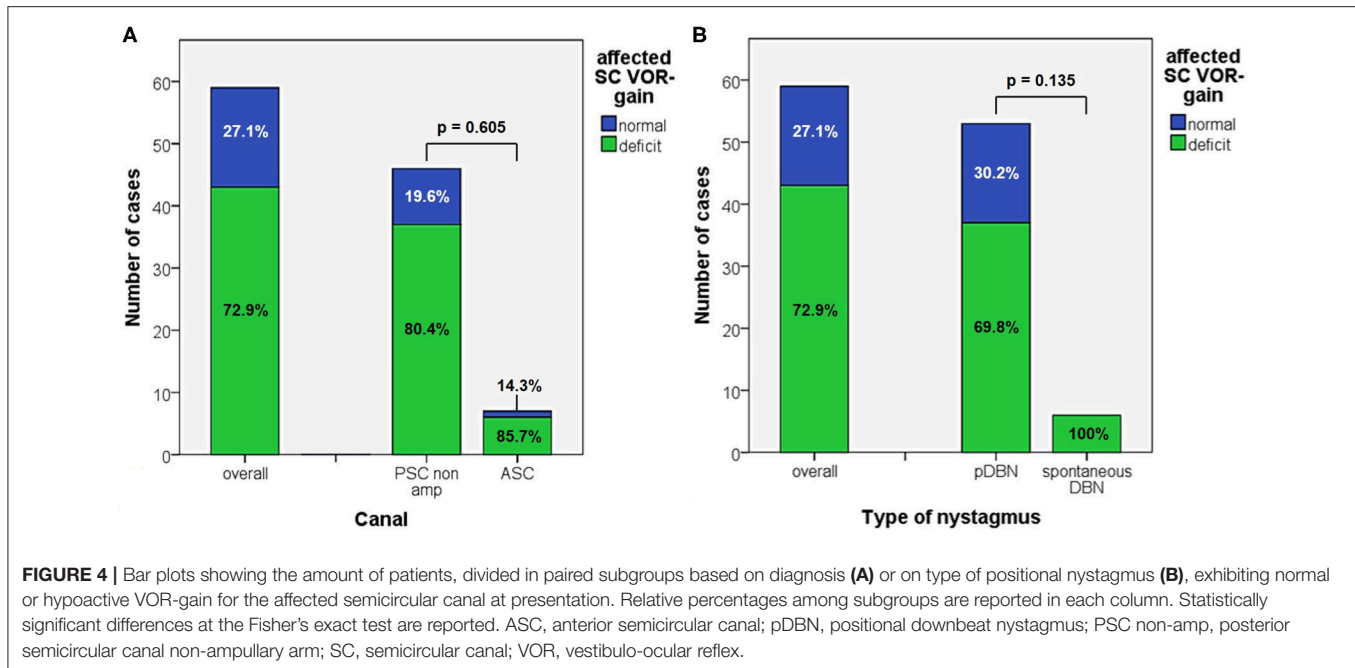 A
affected
SC VOR-
gain
normal
deficit
p = 0.605
Number of cases
60
50
40
30
20
10
0
27.1%
72.9%
19.6%
80.4%
14.3%
85.7%
overall
PSC non
amp
ASC
Canal
B
affected
SC VOR-
gain
normal
deficit
p = 0.135
Number of cases
60
50
40
30
20
10
0
27.1%
72.9%
30.2%
69.8%
100%
overall
pDBN
spontaneous
DBN
Type of nystagmus
FIGURE 4 | Bar plots showing the amount of patients, divided in paired subgroups based on diagnosis (A) or on type of positional nystagmus (B), exhibiting normal
or hypoactive VOR-gain for the affected semicircular canal at presentation. Relative percentages among subgroups are reported in each column. Statistically
significant differences at the Fisher's exact test are reported. ASC, anterior semicircular canal; pDBN, positional downbeat nystagmus; PSC non-amp, posterior
semicircular canal non-ampullary arm; SC, semicircular canal; VOR, vestibulo-ocular reflex.